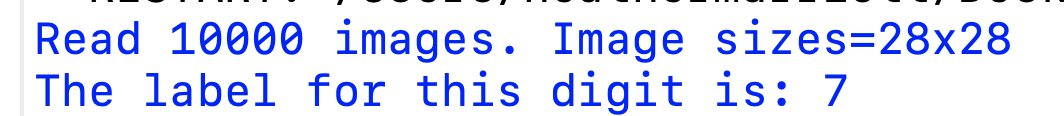 Read 10000 images. Image sizes=28x28
The label for this digit is: 7